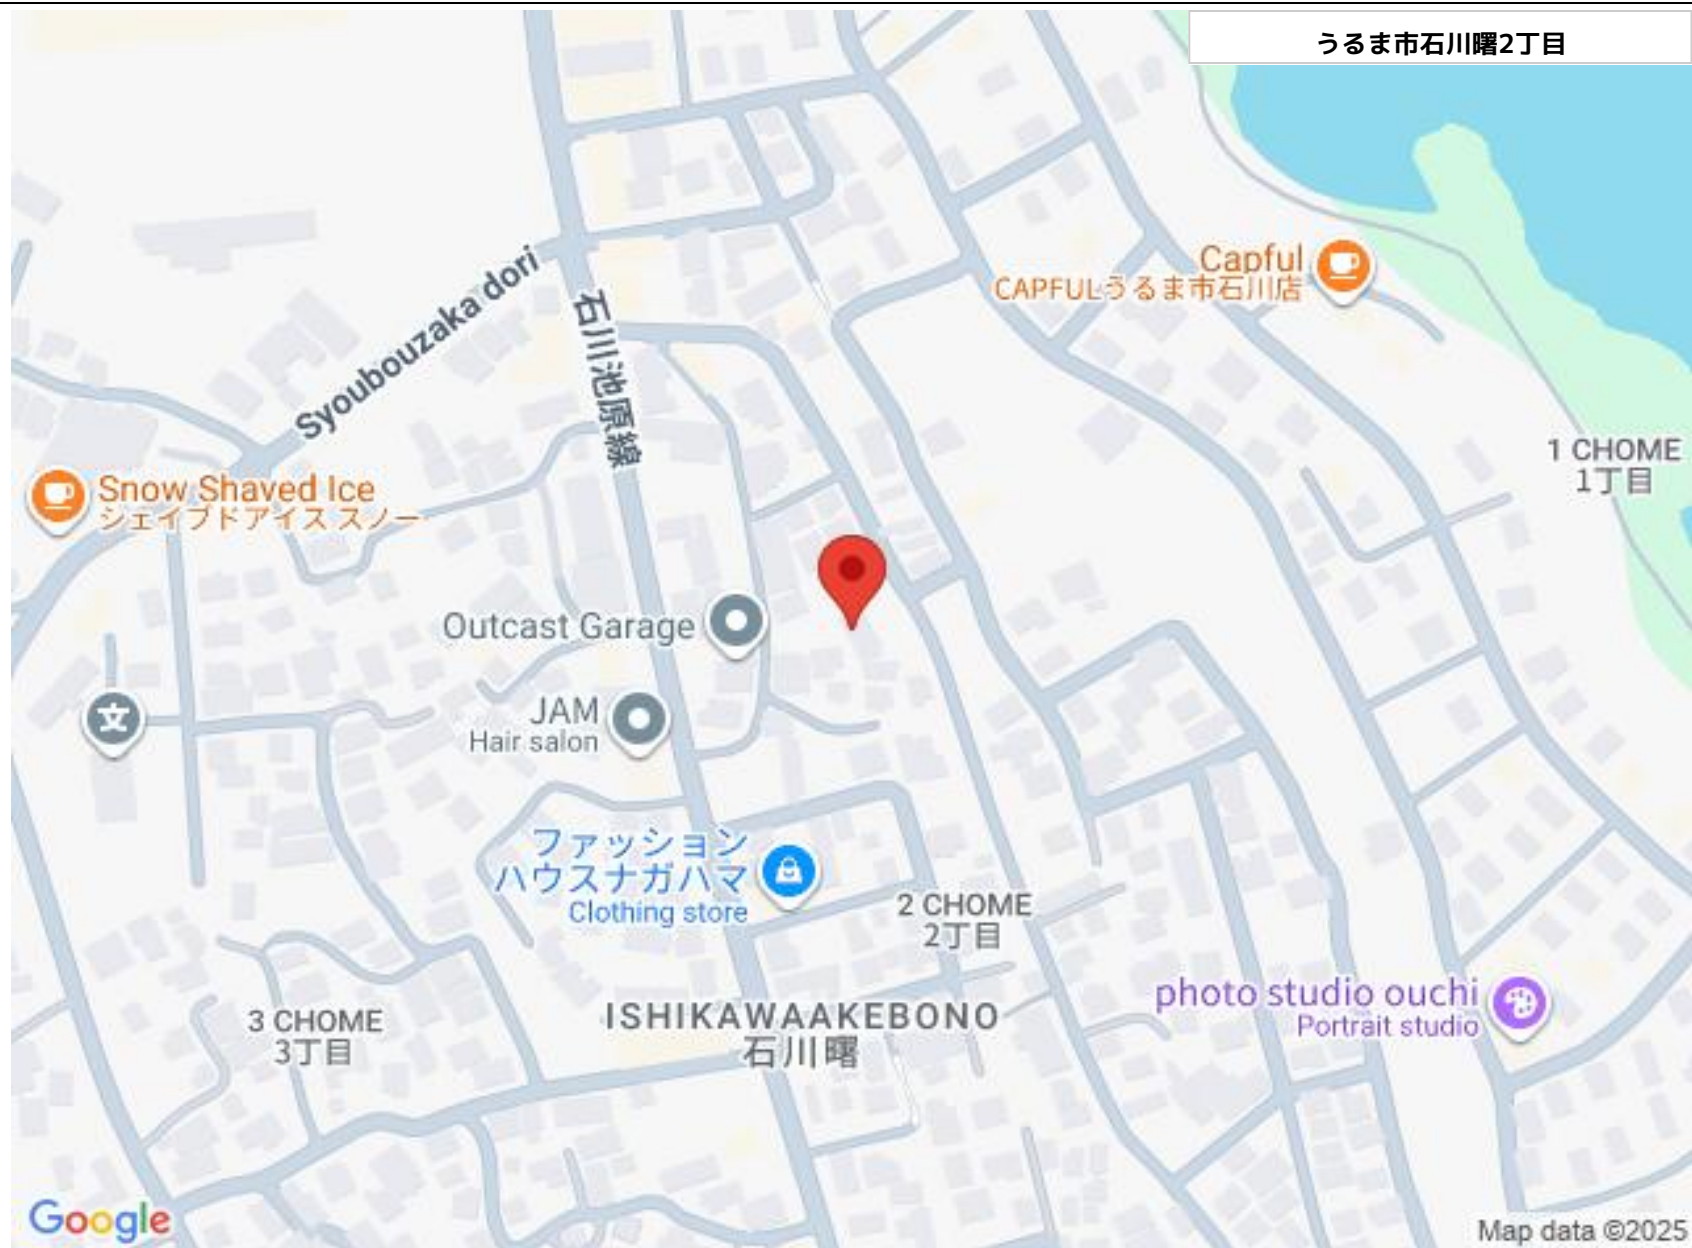 うるま市石川曙2丁目
Syoubouzaka dori
石川池原線
Capful
CAPFULうるま市石川店
1 CHOME
1丁目
Snow Shaved Ice
シェイブドアイス スノー
Outcast Garage
JAM
Hair salon
文
ファッション
ハウスナガハマ
Clothing store
2 CHOME
2丁目
photo studio ouchi
Portrait studio
3 CHOME
3丁目
ISHIKAWAAKEBONO
石川曙
Google
Map data ©2025